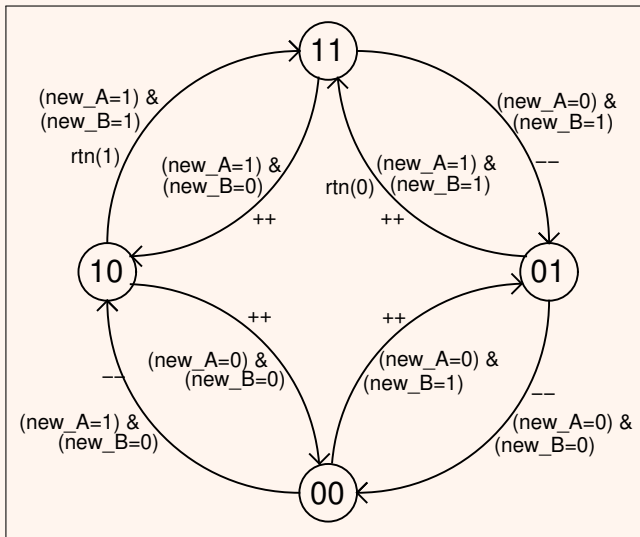 11
(new_A=1) &
(new_B=1)
rtn(1)
(new_A=0) &
(new_B=1)
--
(new_A=1) &
(new_B=0)
++
rtn(0)
(new_A=1) &
(new_B=1)
++
10
01
++
(new_A=0) &
(new_B=0)
++
(new_A=0) &
(new_B=1)
--
(new_A=1) &
(new_B=0)
--
(new_A=0) &
(new_B=0)
00